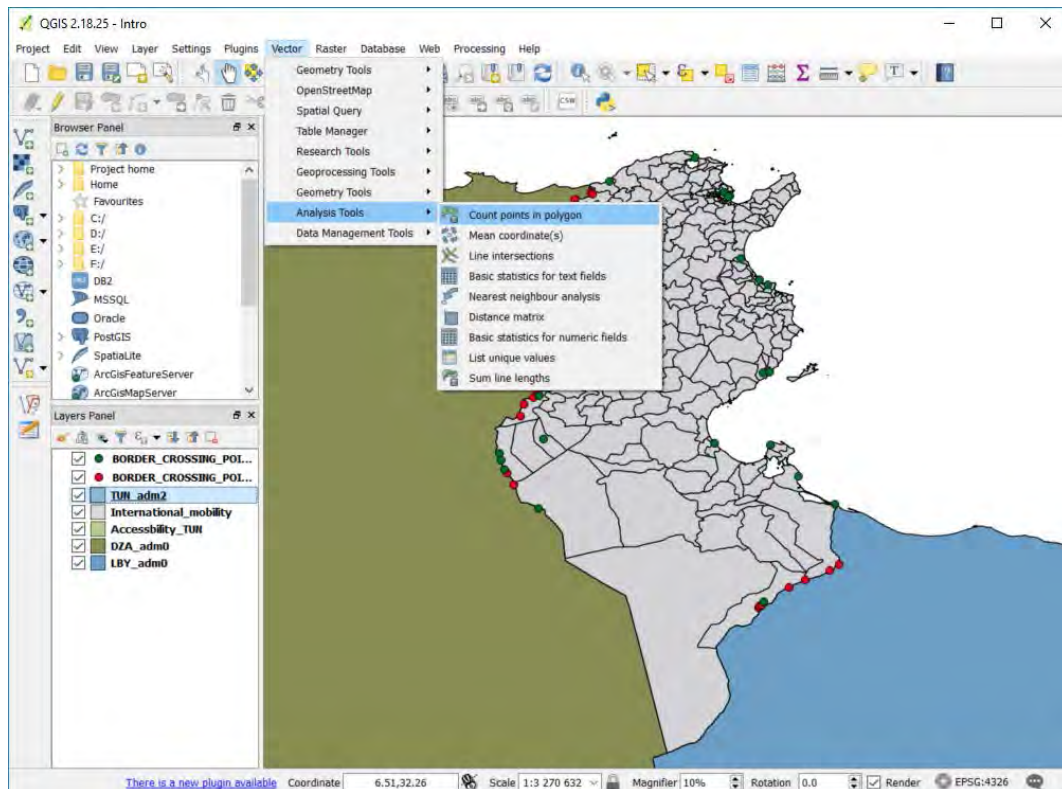 QGIS 2.18.25 - Intro
Project Edit View Layer Settings Plugins Vector Raster Database Web Processing Help
Geometry Tools
OpenStreetMap
Spatial Query
Table Manager
Research Tools
Geoprocessing Tools
Geometry Tools
Analysis Tools
Data Management Tools
Count points in polygon
Mean coordinate(s)
Line intersections
Basic statistics for text fields
Nearest neighbour analysis
Distance matrix
Basic statistics for numeric fields
List unique values
Sum line lengths
CSW
Browser Panel
Project home
Home
Favourites
C:/
D:/
E:/
F:/
DB2
MSSQL
Oracle
PostGIS
SpatiaLite
ArcGisFeatureServer
ArcGisMapServer
Layers Panel
BORDER_CROSSING_POI...
BORDER_CROSSING_POI...
TUN_adm2
International_mobility
Accessbility_TUN
DZA_adm0
LBY_adm0
There is a new plugin available Coordinate 6.51,32.26 Scale 1:3 270 632 Magnifier 10% Rotation 0.0 Render EPSG:4326